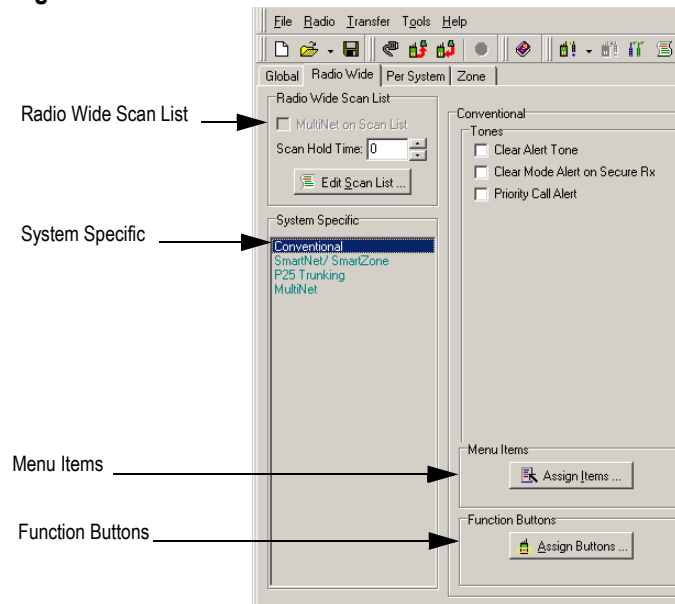 File Radio Transfer Tools Help
Global Radio Wide Per System Zone
Radio Wide Scan List
Radio Wide Scan List
MultiNet on Scan List
Scan Hold Time: 0
Edit Scan List ...
Conventional
Tones
Clear Alert Tone
Clear Mode Alert on Secure Rx
Priority Call Alert
System Specific
System Specific
Conventional
SmartNet/ SmartZone
P25 Trunking
MultiNet
Menu Items
Menu Items
Assign Items ...
Function Buttons
Function Buttons
Assign Buttons ...